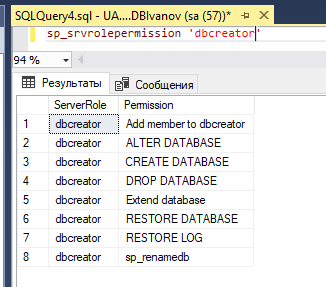 SQLQuery4.sql - UA....DBIvanov (sa (57))*
sp_srvrolepermission 'dbcreator'
94 %
Результаты Сообщения
ServerRole Permission
1 dbcreator Add member to dbcreator
2 dbcreator ALTER DATABASE
3 dbcreator CREATE DATABASE
4 dbcreator DROP DATABASE
5 dbcreator Extend database
6 dbcreator RESTORE DATABASE
7 dbcreator RESTORE LOG
8 dbcreator sp_renamedb